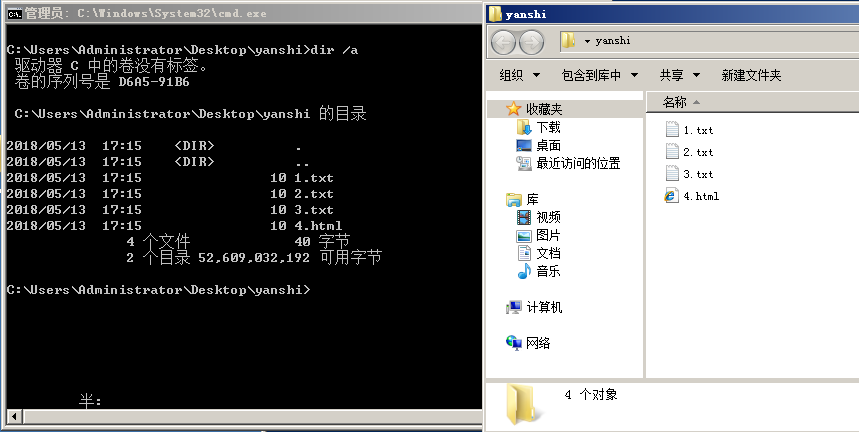 管理员: C:\Windows\System32\cmd.exe
C:\Users\Administrator\Desktop\yanshi>dir /a
驱动器 C 中的卷没有标签。
卷的序列号是 D6A5-91B6
C:\Users\Administrator\Desktop\yanshi 的目录
2018/05/13  17:15    <DIR>          .
2018/05/13  17:15    <DIR>          ..
2018/05/13  17:15                10 1.txt
2018/05/13  17:15                10 2.txt
2018/05/13  17:15                10 3.txt
2018/05/13  17:15                10 4.html
4 个文件             40 字节
2 个目录 52,609,032,192 可用字节
C:\Users\Administrator\Desktop\yanshi>
半:
yanshi
yanshi
组织 包含到库中 共享 新建文件夹
收藏夹
下载
桌面
最近访问的位置
库
视频
图片
文档
音乐
计算机
网络
名称
1.txt
2.txt
3.txt
4.html
4 个对象